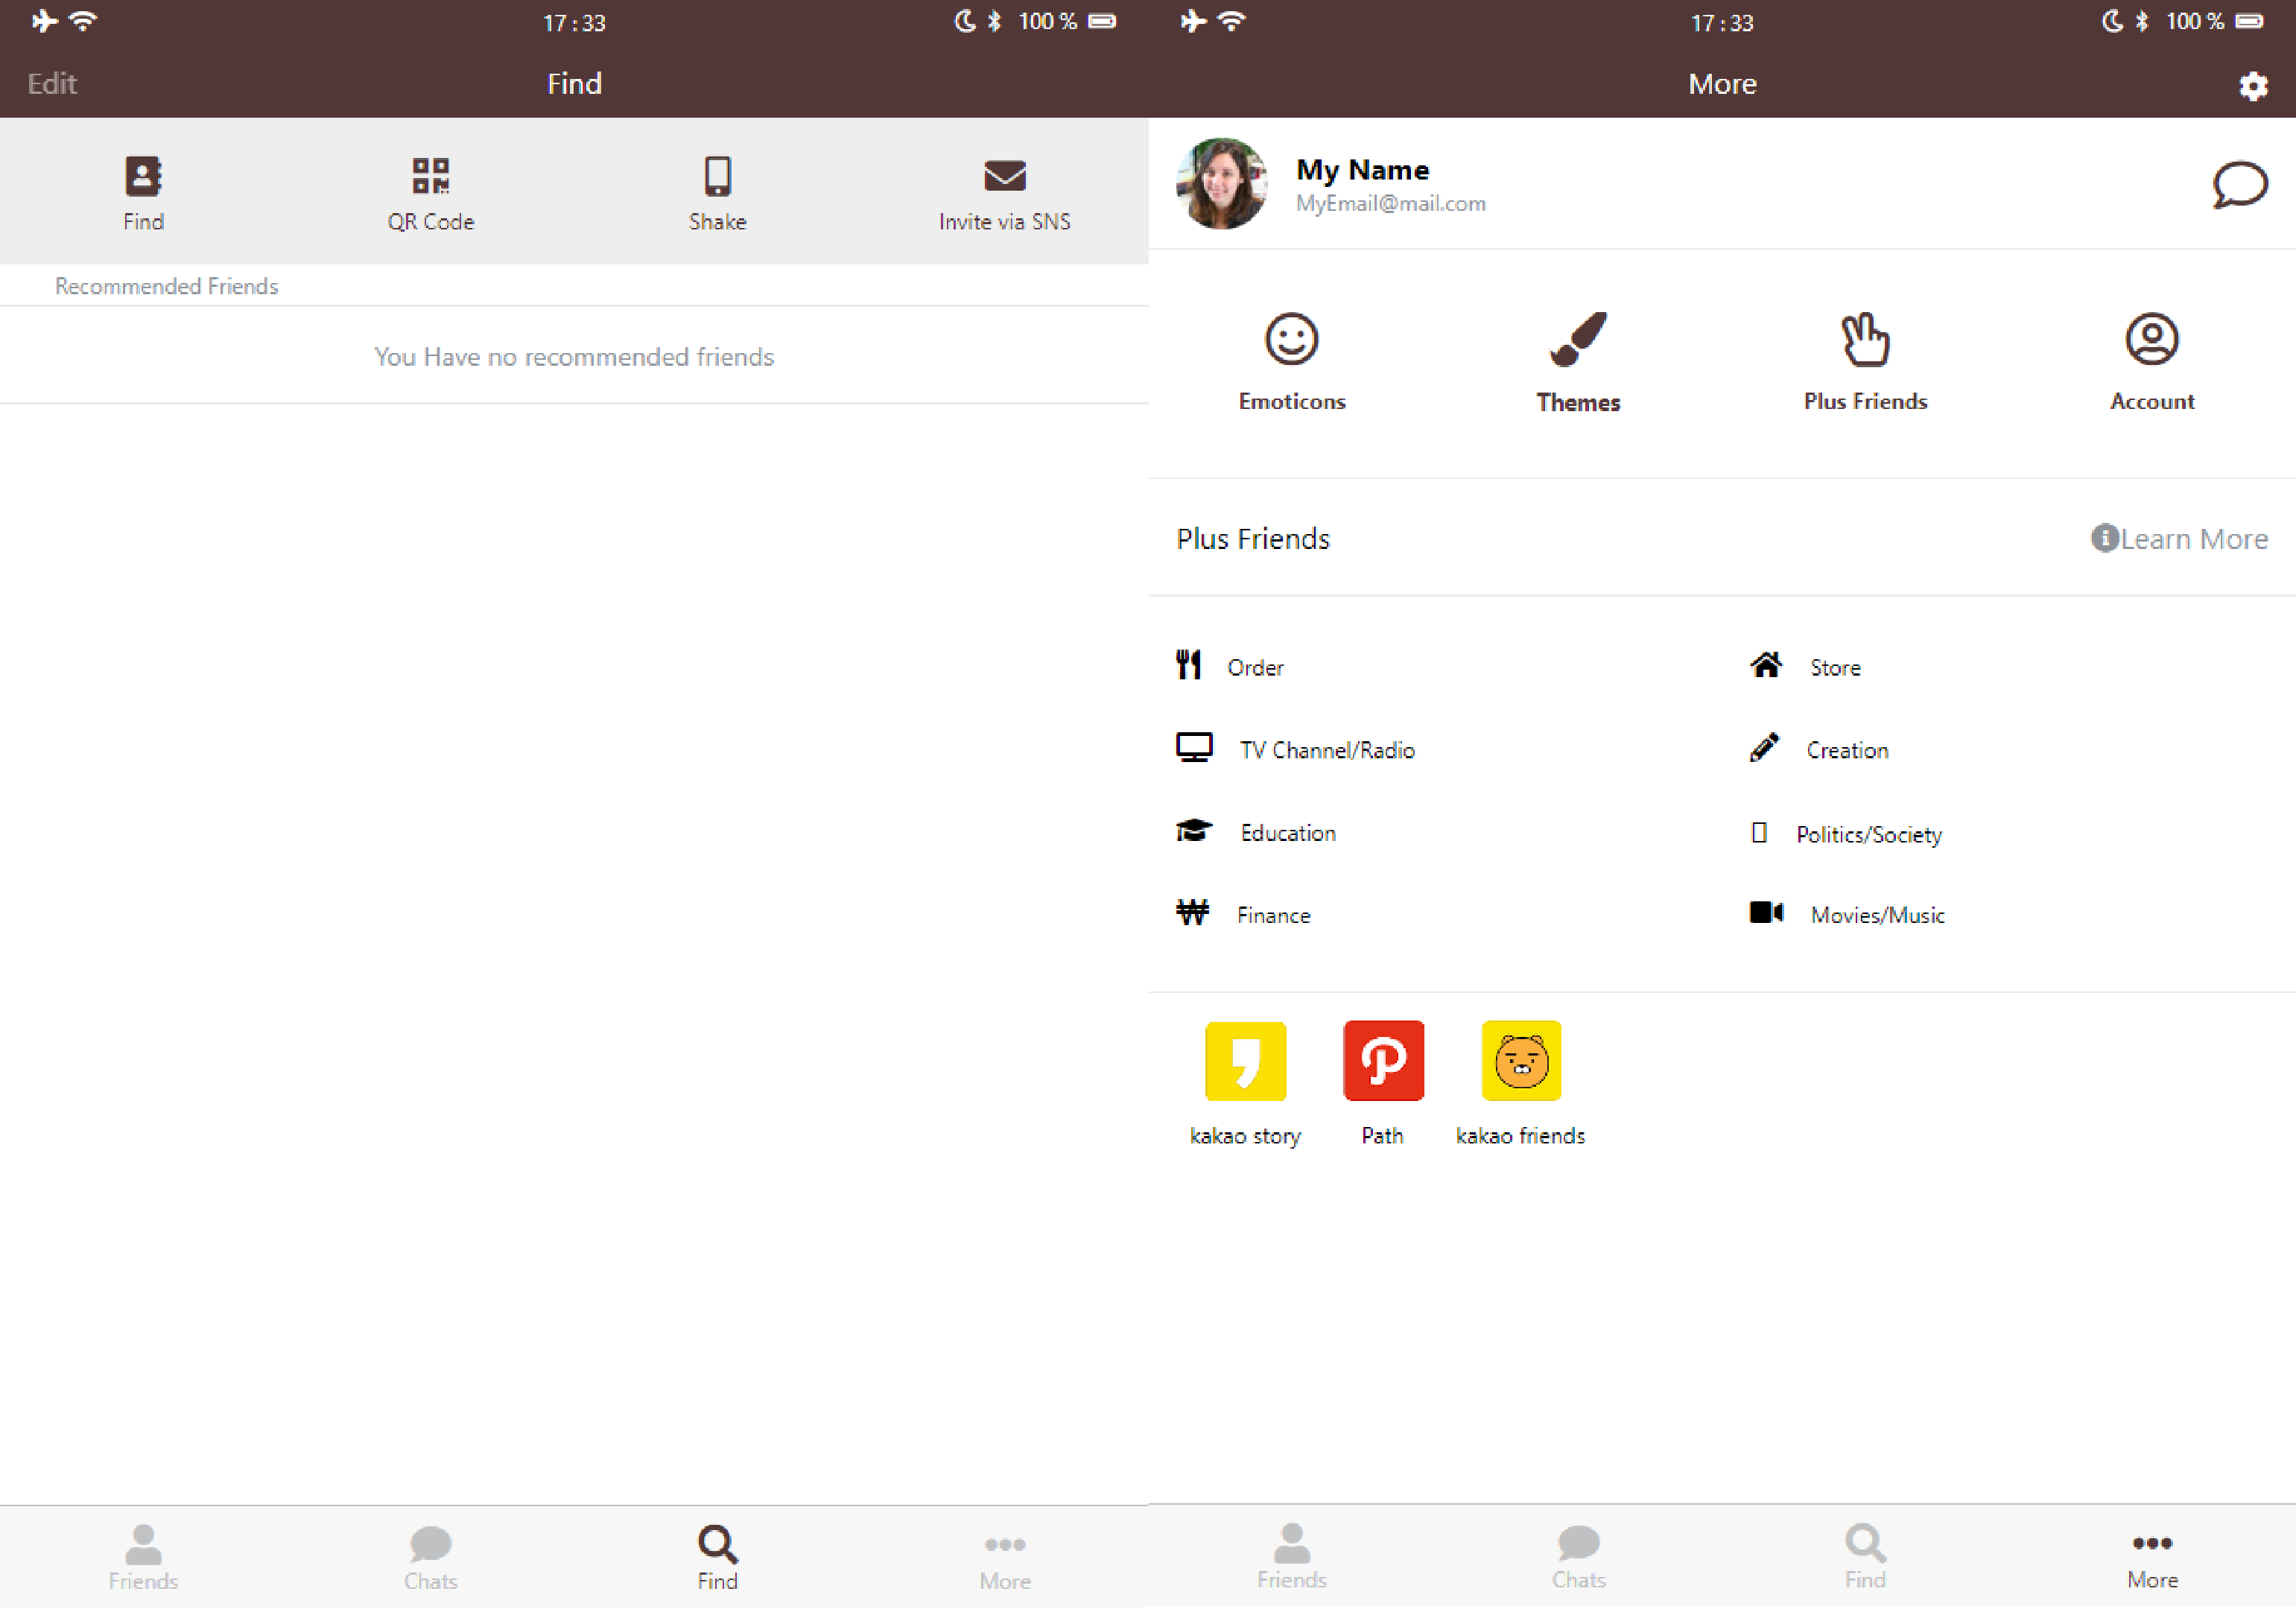 17 : 33
100 %
Edit
Find
Find
QR Code
Shake
Invite via SNS
Recommended Friends
You Have no recommended friends
Friends
Chats
Find
More
17 : 33
100 %
More
My Name
MyEmail@mail.com
Emoticons
Themes
Plus Friends
Account
Plus Friends
Learn More
Order
Store
TV Channel/Radio
Creation
Education
Politics/Society
Finance
Movies/Music
kakao story
Path
kakao friends
Friends
Chats
Find
More